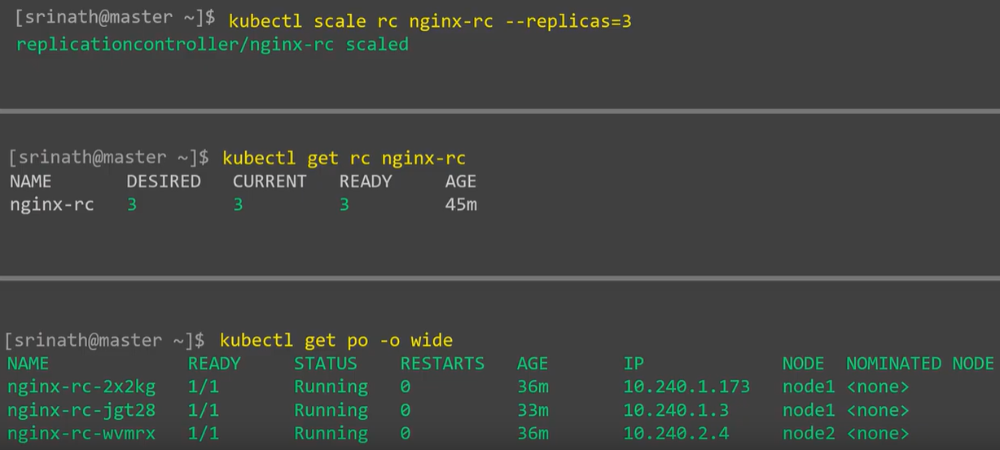 [srinath@master ~]$ kubectl scale rc nginx-rc --replicas=3
replicationcontroller/nginx-rc scaled
[srinath@master ~]$ kubectl get rc nginx-rc
NAME DESIRED CURRENT READY AGE
nginx-rc 3 3 3 45m
[srinath@master ~]$ kubectl get po -o wide
NAME READY STATUS RESTARTS AGE IP NODE NOMINATED NODE
nginx-rc-2x2kg 1/1 Running 0 36m 10.240.1.173 node1 <none>
nginx-rc-jgt28 1/1 Running 0 33m 10.240.1.3 node1 <none>
nginx-rc-wvmrx 1/1 Running 0 36m 10.240.2.4 node2 <none>